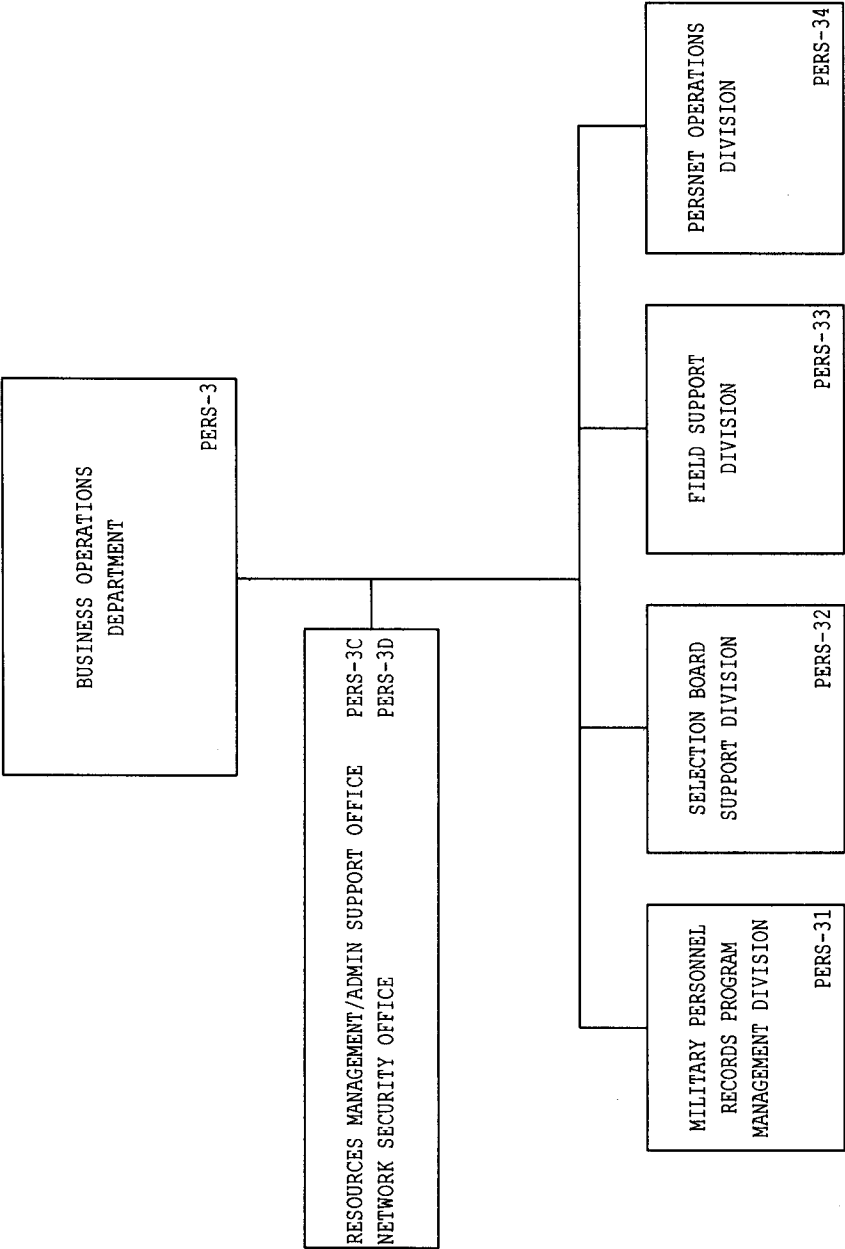 BUSINESS OPERATIONS
DEPARTMENT
PERS-3
RESOURCES MANAGEMENT/ADMIN SUPPORT OFFICE PERS-3C
NETWORK SECURITY OFFICE PERS-3D
MILITARY PERSONNEL
RECORDS PROGRAM
MANAGEMENT DIVISION
PERS-31
SELECTION BOARD
SUPPORT DIVISION
PERS-32
FIELD SUPPORT
DIVISION
PERS-33
PERSNET OPERATIONS
DIVISION
PERS-34